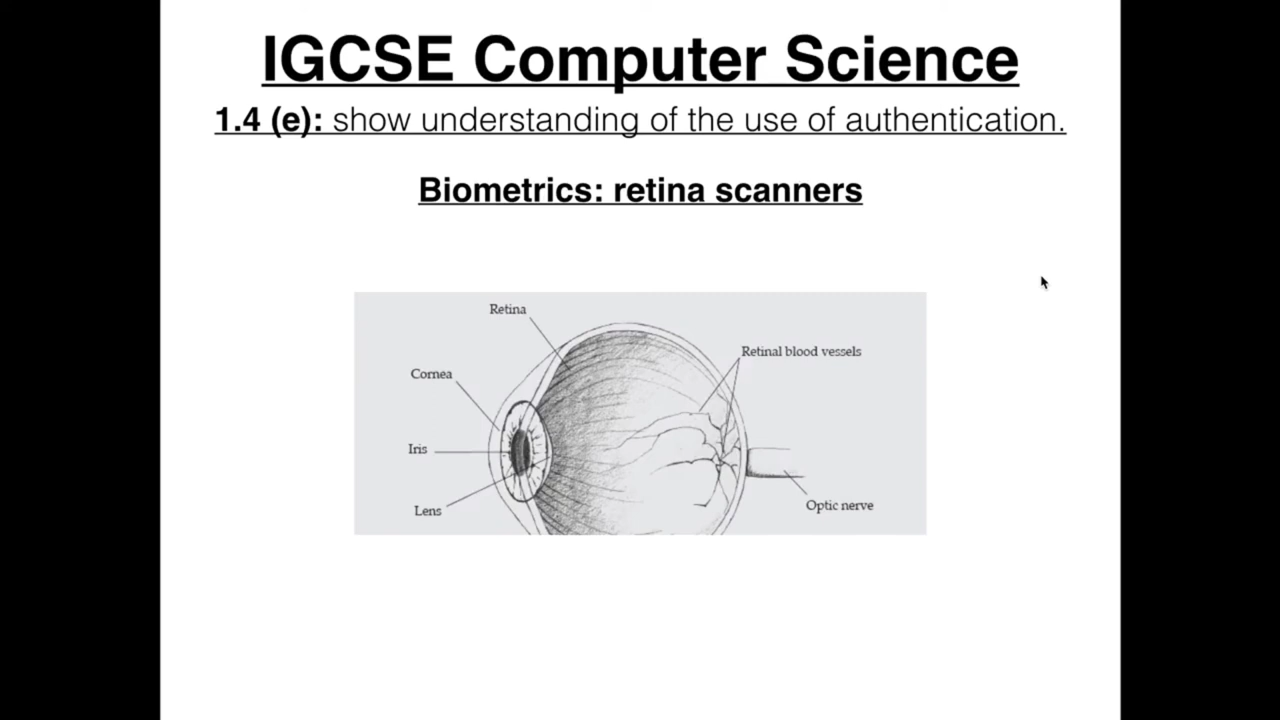 IGCSE Computer Science
1.4 (e): show understanding of the use of authentication.
Biometrics: retina scanners
Retina
Retinal blood vessels
Cornea
Iris
Lens
Optic nerve